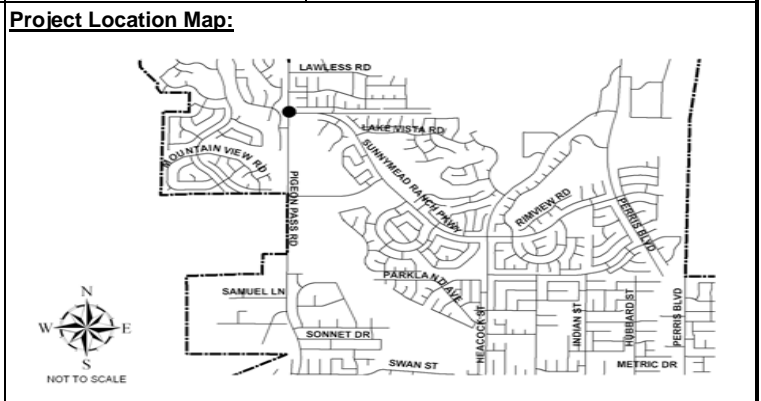 Project Location Map:
LAWLESS RD
LAKE VISTA RD
MOUNTAIN VIEW RD
SUNNYMEAD RANCH PKWY
PIGEON PASS RD
RIMVIEW RD
PERRIS BLVD
PARKLAND AVE
SAMUEL LN
HEACOCK ST
INDIAN ST
HUBBARD ST
PERRIS BLVD
SONNET DR
SWAN ST
METRIC DR
N
W E
S
NOT TO SCALE